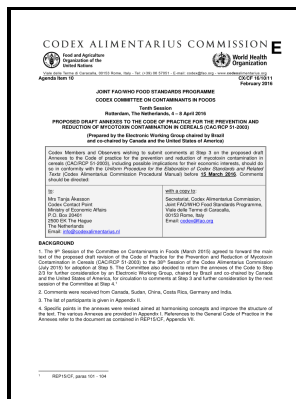 CODEX ALIMENTARIUS COMMISSION
E
Food and Agriculture
Organization of the
United Nations
World Health
Organization
Viale delle Terme di Caracalla, 00153 Rome, Italy - Tel: (+39) 06 57051 - E-mail: codex@fao.org - www.codexalimentarius.org
Agenda Item 10
CX/CF 16/10/11
February 2016
JOINT FAO/WHO FOOD STANDARDS PROGRAMME
CODEX COMMITTEE ON CONTAMINANTS IN FOODS
Tenth Session
Rotterdam, The Netherlands, 4 – 8 April 2016
PROPOSED DRAFT ANNEXES TO THE CODE OF PRACTICE FOR THE PREVENTION AND
REDUCTION OF MYCOTOXIN CONTAMINATION IN CEREALS (CAC/RCP 51-2003)
(Prepared by the Electronic Working Group chaired by Brazil
and co-chaired by Canada and the United States of America)
Codex Members and Observers wishing to submit comments at Step 3 on the proposed draft
Annexes to the Code of practice for the prevention and reduction of mycotoxin contamination in
cereals (CAC/RCP 51-2003), including possible implications for their economic interests, should do
so in conformity with the Uniform Procedure for the Elaboration of Codex Standards and Related
Texts (Codex Alimentarius Commission Procedural Manual) before 15 March 2016. Comments
should be directed:
to:
Mrs Tanja Åkesson
Codex Contact Point
Ministry of Economic Affairs
P.O. Box 20401
2500 EK The Hague
The Netherlands
Email: info@codexalimentarius.nl
with a copy to:
Secretariat, Codex Alimentarius Commission,
Joint FAO/WHO Food Standards Programme,
Viale delle Terme di Caracalla,
00153 Rome, Italy
Email: codex@fao.org
BACKGROUND
1. The 9th Session of the Committee on Contaminants in Foods (March 2015) agreed to forward the main
text of the proposed draft revision of the Code of Practice for the Prevention and Reduction of Mycotoxin
Contamination in Cereals (CAC/RCP 51-2003) to the 38th Session of the Codex Alimentarius Commission
(July 2015) for adoption at Step 5. The Committee also decided to return the annexes of the Code to Step
2/3 for further consideration by an Electronic Working Group, chaired by Brazil and co-chaired by Canada
and the United States of America, for circulation to comments at Step 3 and further consideration by the next
session of the Committee at Step 4.1
2. Comments were received from Canada, Sudan, China, Costa Rica, Germany and India.
3. The list of participants is given in Appendix II.
4. Specific points in the annexes were revised aimed at harmonising concepts and improve the structure of
the text. The various Annexes are provided in Appendix I. References to the General Code of Practice in the
Annexes refer to the document as contained in REP15/CF, Appendix VII.
1 REP15/CF, paras 101 - 104